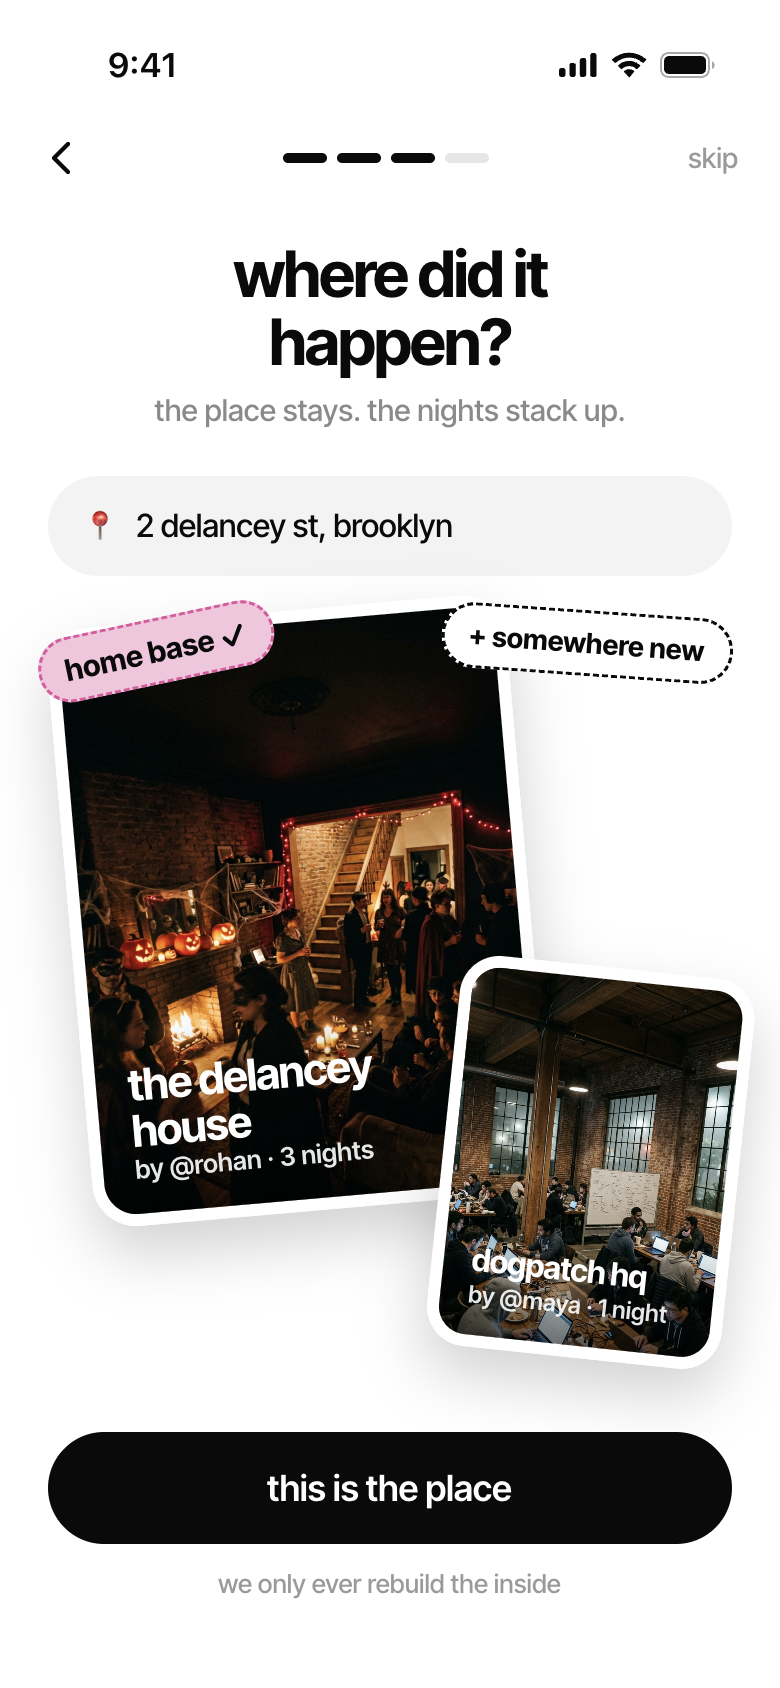 9:41
skip
where did it
happen?
the place stays. the nights stack up.
2 delancey st, brooklyn
home base ✓
+ somewhere new
the delancey
house
by @rohan · 3 nights
dogpatch hq
by @maya · 1 night
this is the place
we only ever rebuild the inside